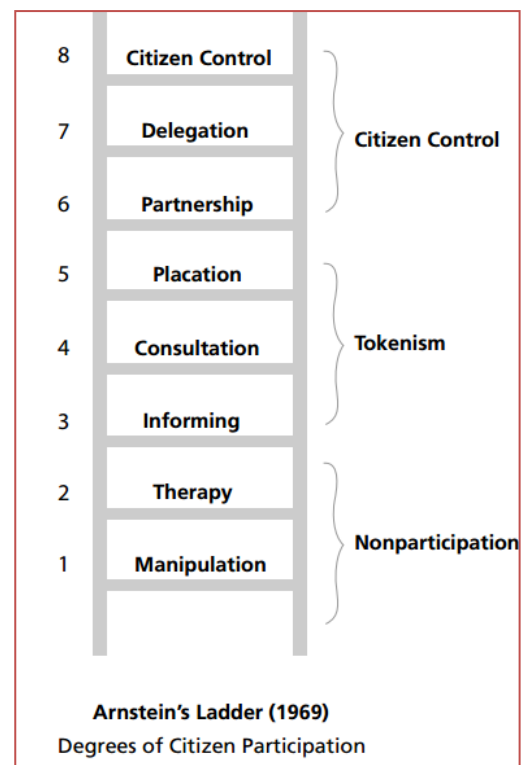 8 Citizen Control
7 Delegation
Citizen Control
6 Partnership
5 Placation
4 Consultation
Tokenism
3 Informing
2 Therapy
Nonparticipation
1 Manipulation
Arnstein’s Ladder (1969)
Degrees of Citizen Participation